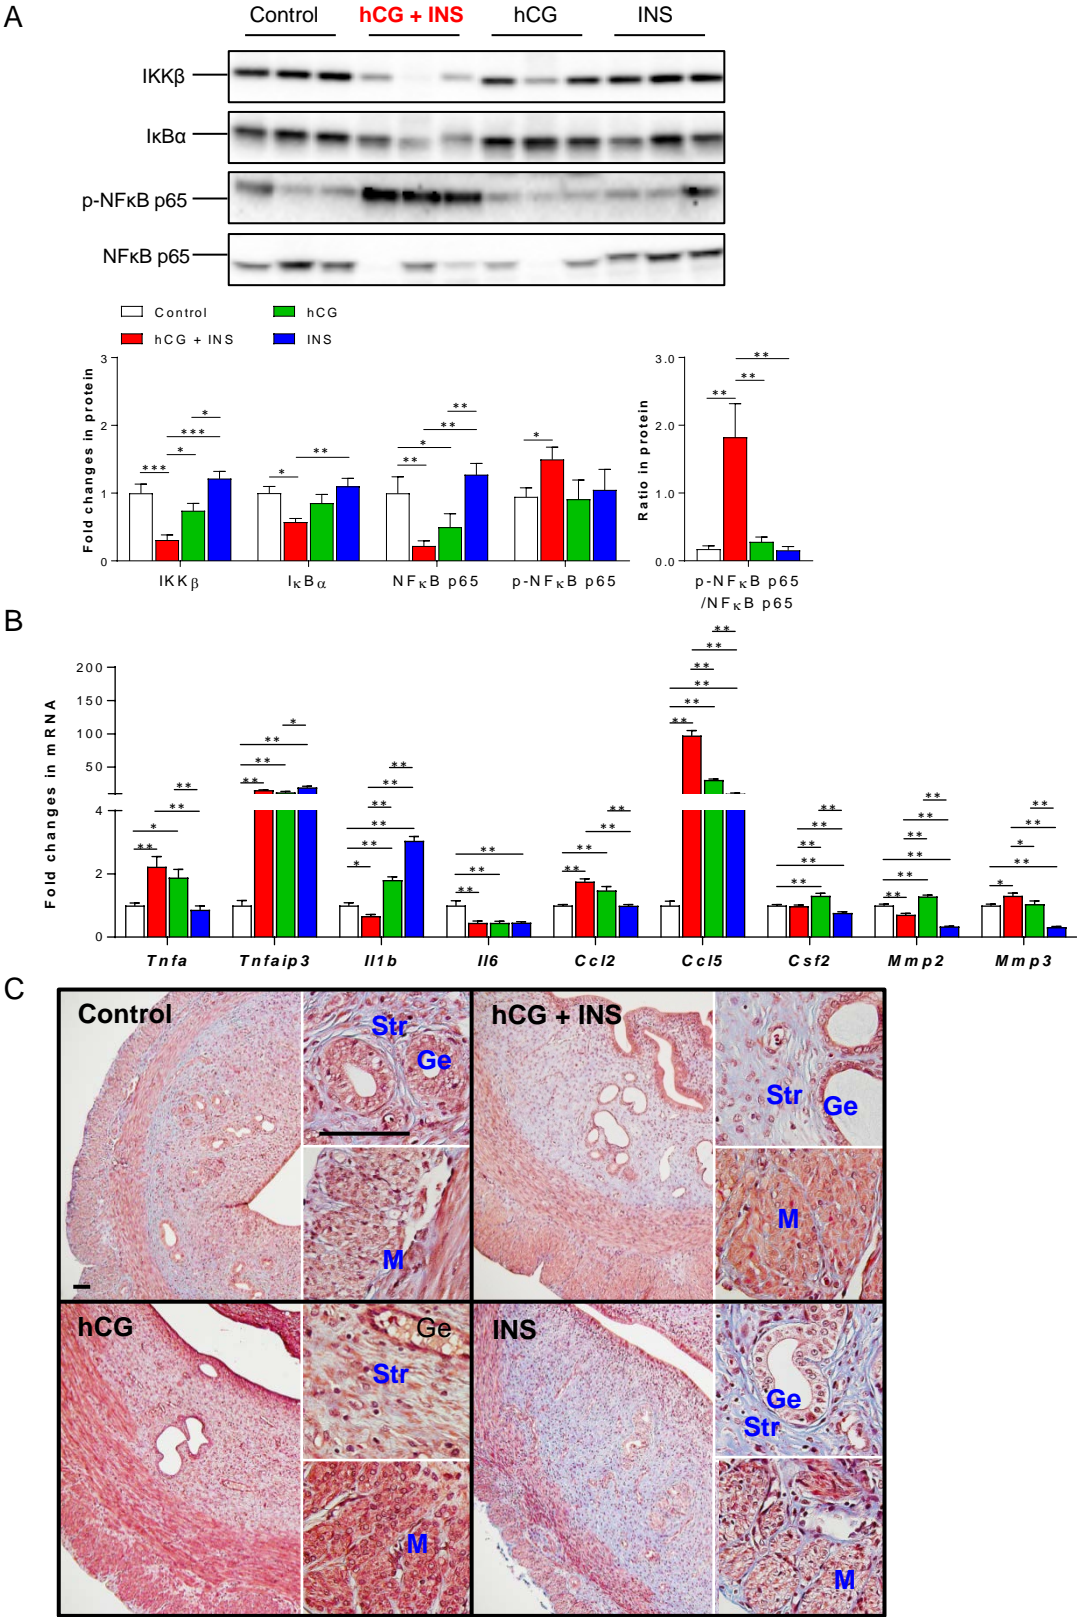 A
Control hCG + INS hCG INS
IKKβ
IκBα
p-NFκB p65
NFκB p65
Control hCG
hCG + INS INS
Fold changes in protein
3
2
1
0
*** * *** *
* **
** * ** **
*
IKKβ IκBα NFκB p65 p-NFκB p65
Ratio in protein
3.0
2.0
1.0
0.0
** ** **
p-NFκB p65
/NFκB p65
B
Fold changes in mRNA
200
150
100
50
4
2
0
** * ** **
** ** ** *
* ** ** ** ** **
** ** **
** ** ** **
** ** ** ** ** **
** ** ** ** **
** ** ** ** ** **
* ** * ** **
Tnfa Tnfaip3 Il1b Il6 Ccl2 Ccl5 Csf2 Mmp2 Mmp3
C
Control
Str
Ge
M
hCG + INS
Str
Ge
M
hCG
Ge
Str
M
INS
Ge
Str
M